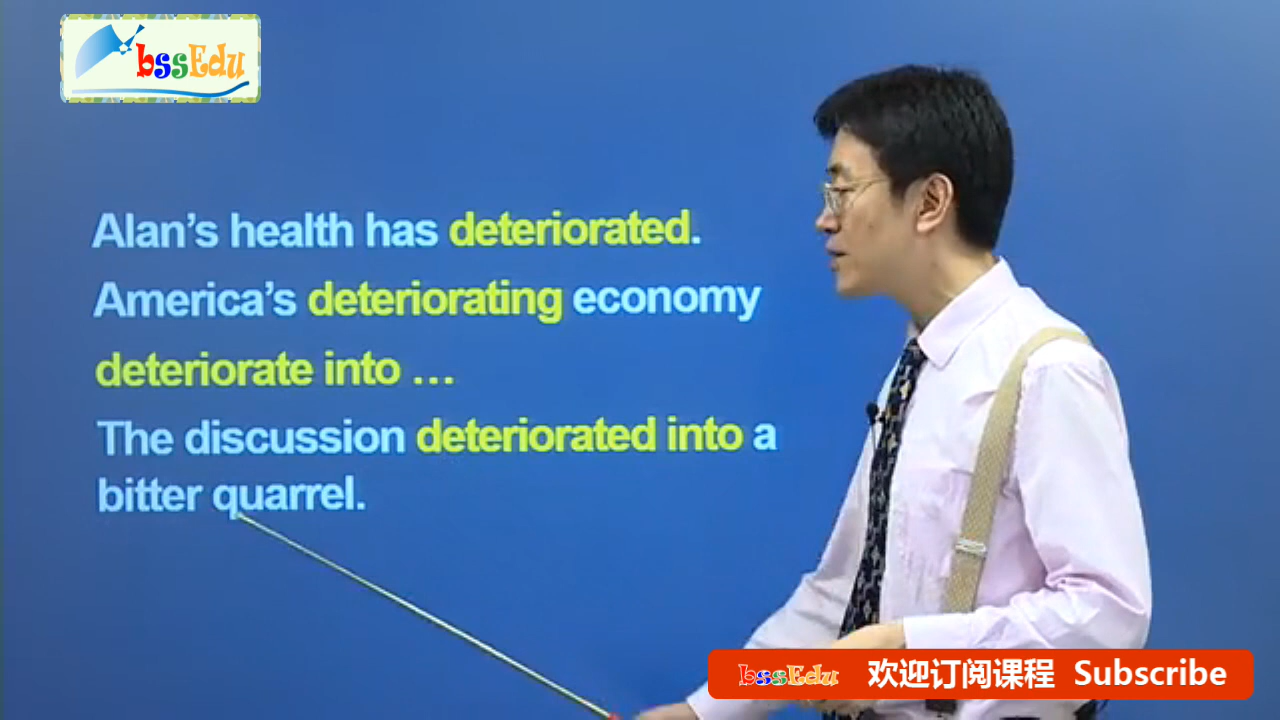 bssEdu
Alan’s health has deteriorated.
America’s deteriorating economy
deteriorate into …
The discussion deteriorated into a
bitter quarrel.
bssEdu 欢迎订阅课程 Subscribe